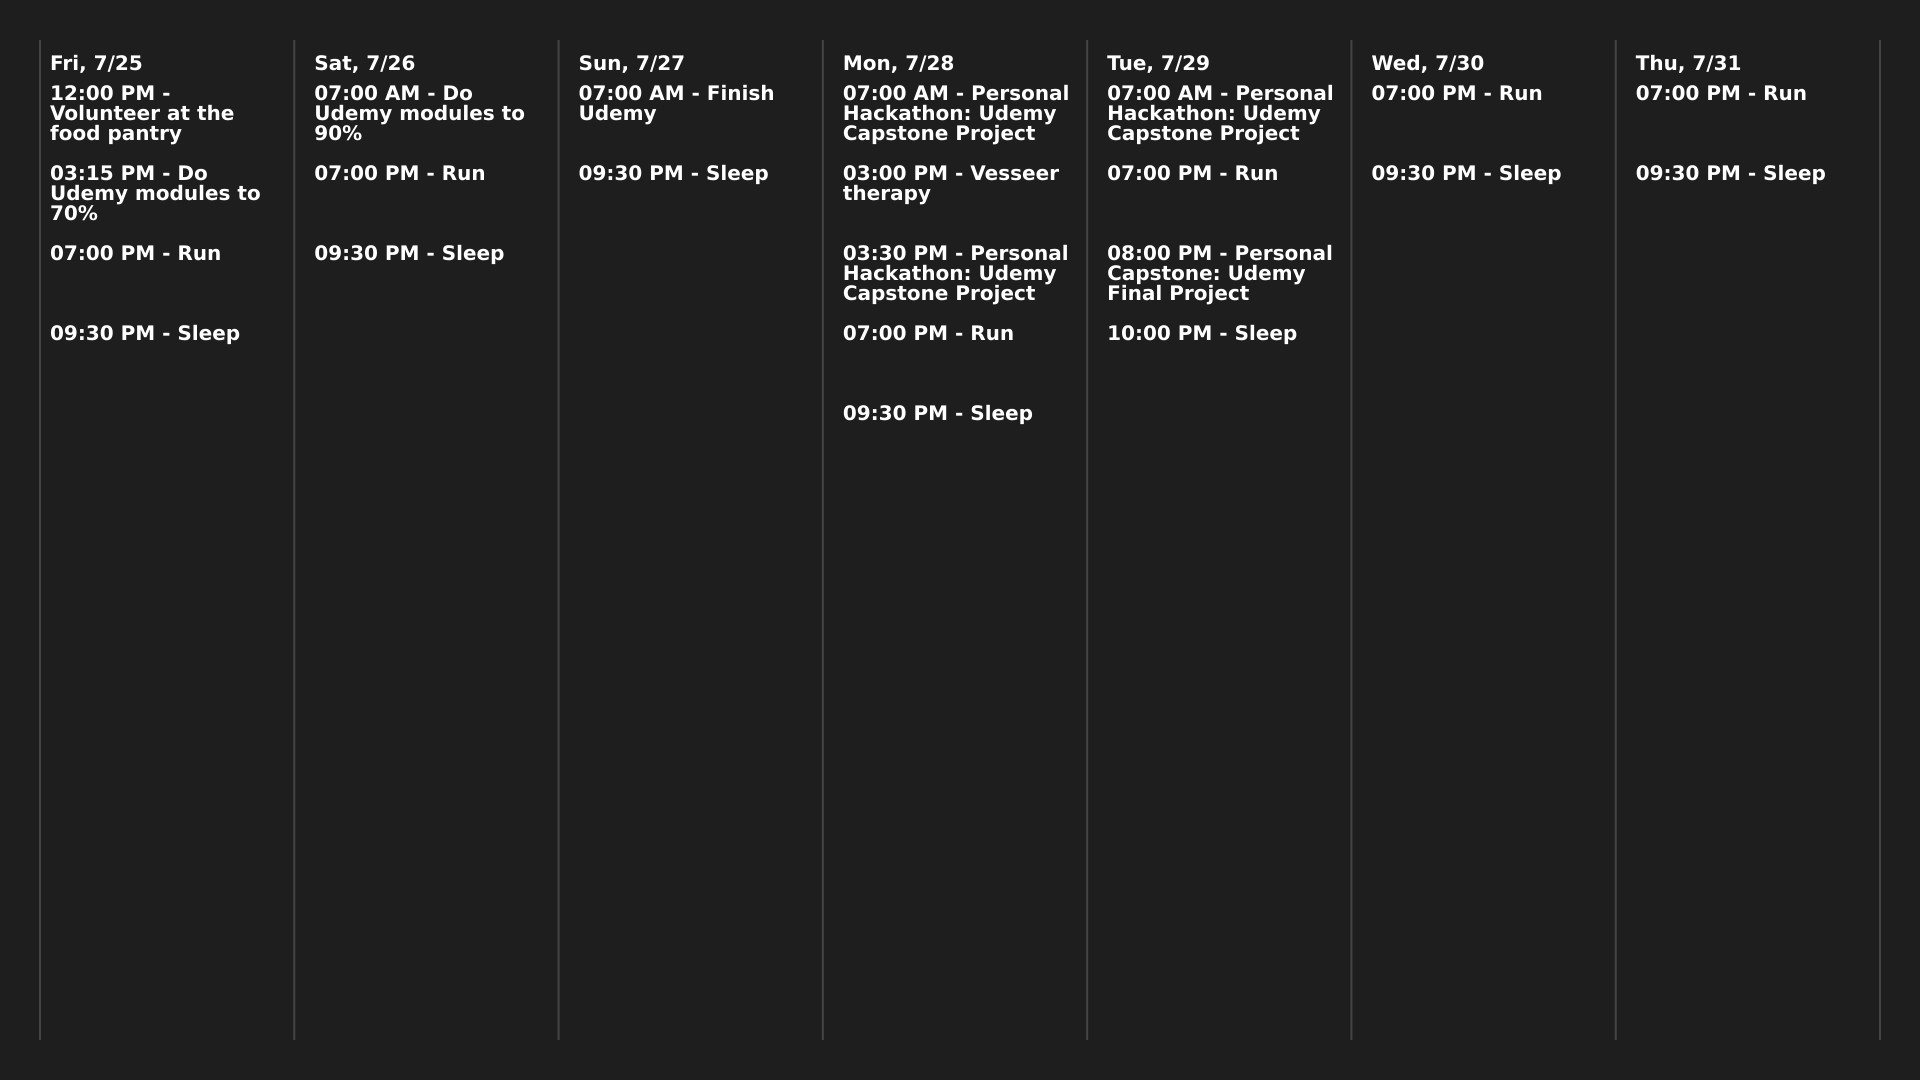 Fri, 7/25
12:00 PM -
Volunteer at the
food pantry
03:15 PM - Do
Udemy modules to
70%
07:00 PM - Run
09:30 PM - Sleep
Sat, 7/26
07:00 AM - Do
Udemy modules to
90%
07:00 PM - Run
09:30 PM - Sleep
Sun, 7/27
07:00 AM - Finish
Udemy
09:30 PM - Sleep
Mon, 7/28
07:00 AM - Personal
Hackathon: Udemy
Capstone Project
03:00 PM - Vesseer
therapy
03:30 PM - Personal
Hackathon: Udemy
Capstone Project
07:00 PM - Run
09:30 PM - Sleep
Tue, 7/29
07:00 AM - Personal
Hackathon: Udemy
Capstone Project
07:00 PM - Run
08:00 PM - Personal
Capstone: Udemy
Final Project
10:00 PM - Sleep
Wed, 7/30
07:00 PM - Run
09:30 PM - Sleep
Thu, 7/31
07:00 PM - Run
09:30 PM - Sleep